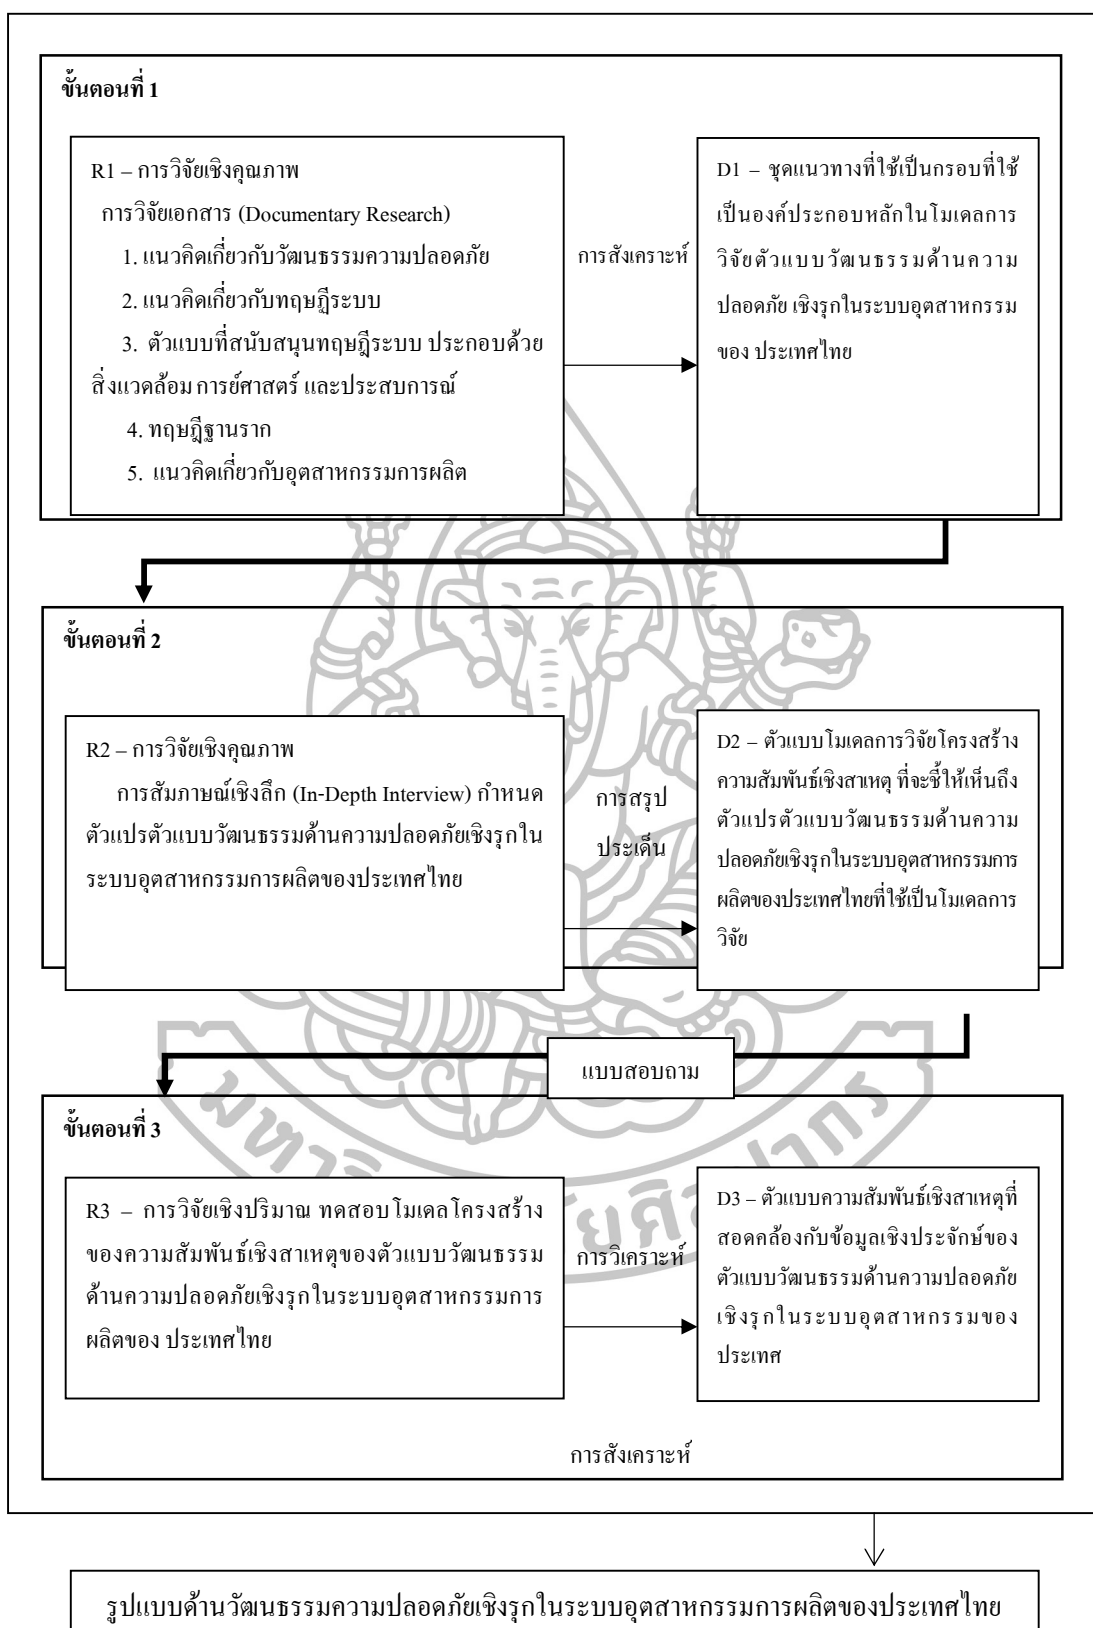 ขั้นตอนที่ 1
R1 – การวิจัยเชิงคุณภาพ
การวิจัยเอกสาร (Documentary Research)
1. แนวคิดเกี่ยวกับวัฒนธรรมความปลอดภัย
2. แนวคิดเกี่ยวกับทฤษฎีระบบ
3. ตัวแบบที่สนับสนุนทฤษฎีระบบ ประกอบด้วย
สิ่งแวดล้อม การย์ศาสตร์ และประสบการณ์
4. ทฤษฎีฐานราก
5. แนวคิดเกี่ยวกับอุตสาหกรรมการผลิต
การสังเคราะห์
D1 – ชุดแนวทางที่ใช้เป็นกรอบที่ใช้
เป็นองค์ประกอบหลักในโมเดลการ
วิจัยตัวแบบวัฒนธรรมด้านความ
ปลอดภัย เชิงรุกในระบบอุตสาหกรรม
ของ ประเทศไทย
ขั้นตอนที่ 2
R2 – การวิจัยเชิงคุณภาพ
การสัมภาษณ์เชิงลึก (In-Depth Interview) กำหนด
ตัวแปรตัวแบบวัฒนธรรมด้านความปลอดภัยเชิงรุกใน
ระบบอุตสาหกรรมการผลิตของประเทศไทย
การสรุป
ประเด็น
D2 – ตัวแบบโมเดลการวิจัยโครงสร้าง
ความสัมพันธ์เชิงสาเหตุ ที่จะชี้ให้เห็นถึง
ตัวแปรตัวแบบวัฒนธรรมด้านความ
ปลอดภัยเชิงรุกในระบบอุตสาหกรรมการ
ผลิตของประเทศไทยที่ใช้เป็นโมเดลการ
วิจัย
แบบสอบถาม
ขั้นตอนที่ 3
R3 – การวิจัยเชิงปริมาณ ทดสอบโมเดลโครงสร้าง
ของความสัมพันธ์เชิงสาเหตุของตัวแบบวัฒนธรรม
ด้านความปลอดภัยเชิงรุกในระบบอุตสาหกรรมการ
ผลิตของ ประเทศไทย
การวิเคราะห์
D3 – ตัวแบบความสัมพันธ์เชิงสาเหตุที่
สอดคล้องกับข้อมูลเชิงประจักษ์ของ
ตัวแบบวัฒนธรรมด้านความปลอดภัย
เชิงรุกในระบบอุตสาหกรรมของ
ประเทศ
การสังเคราะห์
รูปแบบด้านวัฒนธรรมความปลอดภัยเชิงรุกในระบบอุตสาหกรรมการผลิตของประเทศไทย